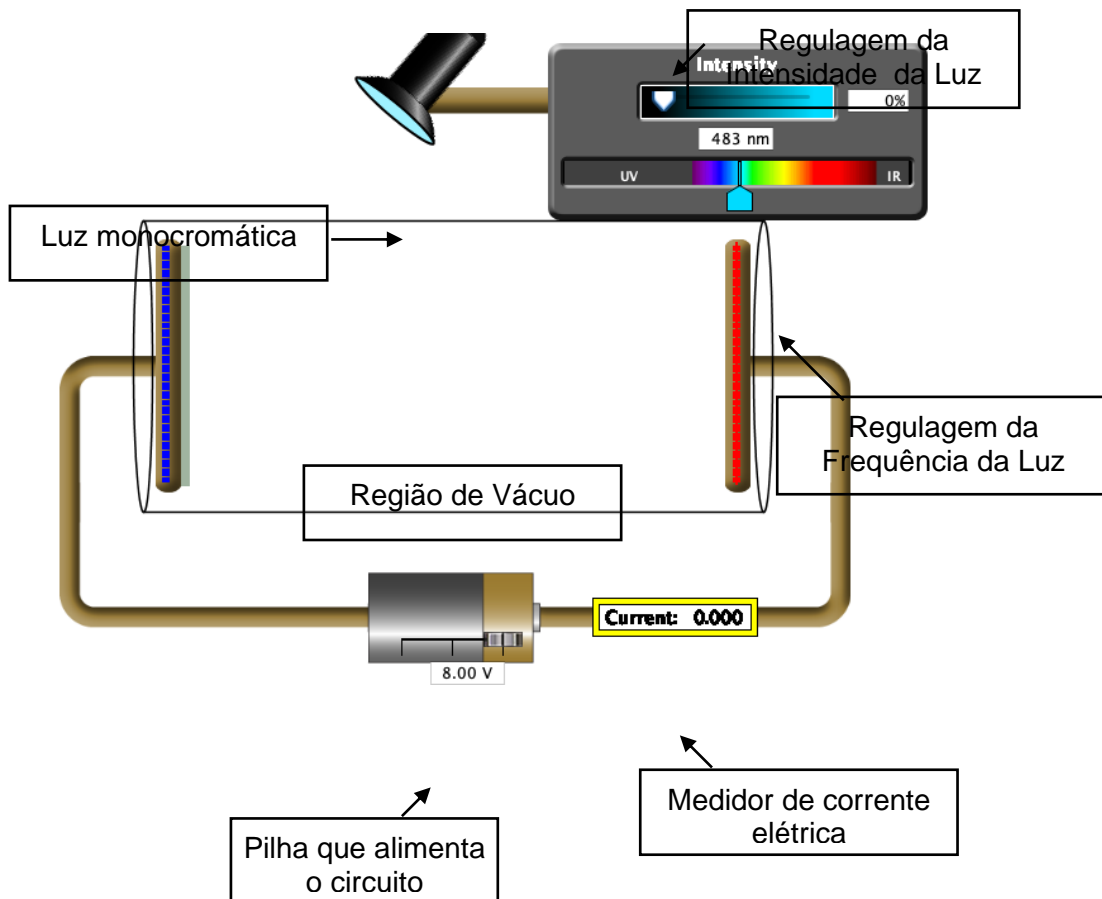 Regulagem da
Intensidade da Luz
Intensity
0%
483 nm
UV
IR
Luz monocromática
Regulagem da
Frequência da Luz
Região de Vácuo
Current: 0.000
8.00 V
Medidor de corrente
elétrica
Pilha que alimenta
o circuito